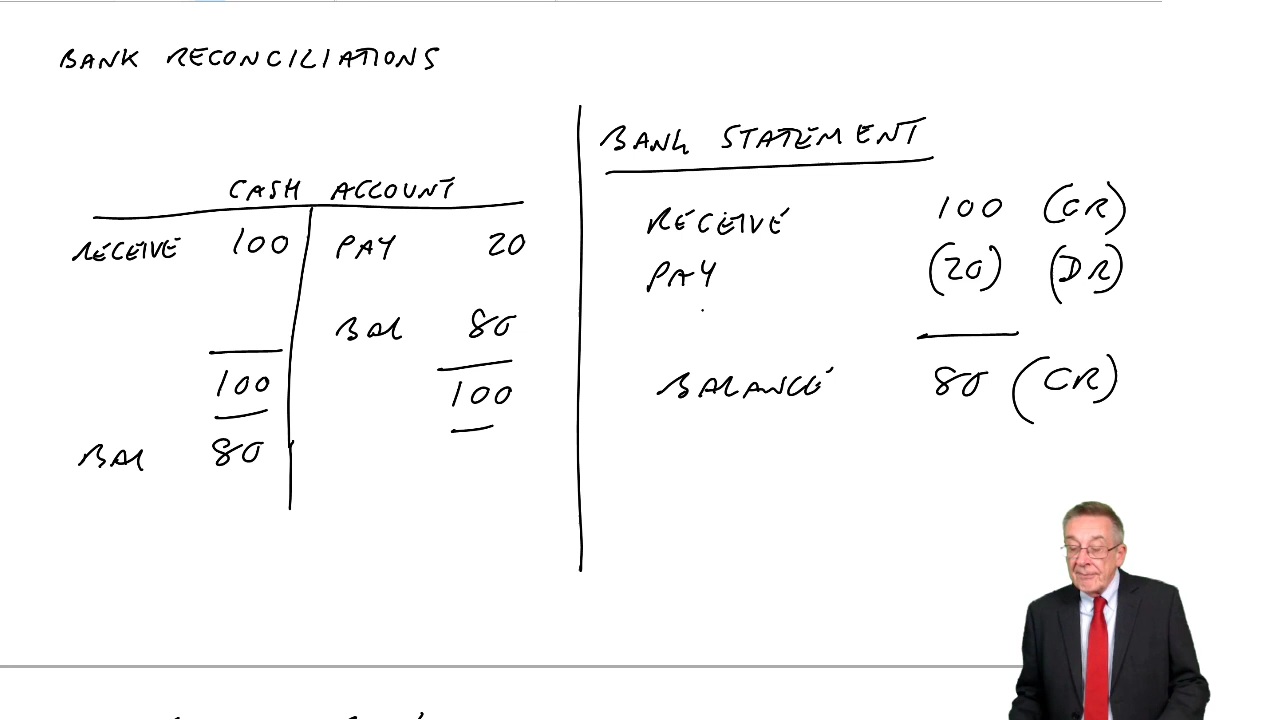 BANK RECONCILIATIONS
CASH ACCOUNT
RECEIVE 100 PAY 20
BAL 80
100 100
BAL 80
BANK STATEMENT
RECEIVE 100 (CR)
PAY (20) (DR)
BALANCE 80 (CR)